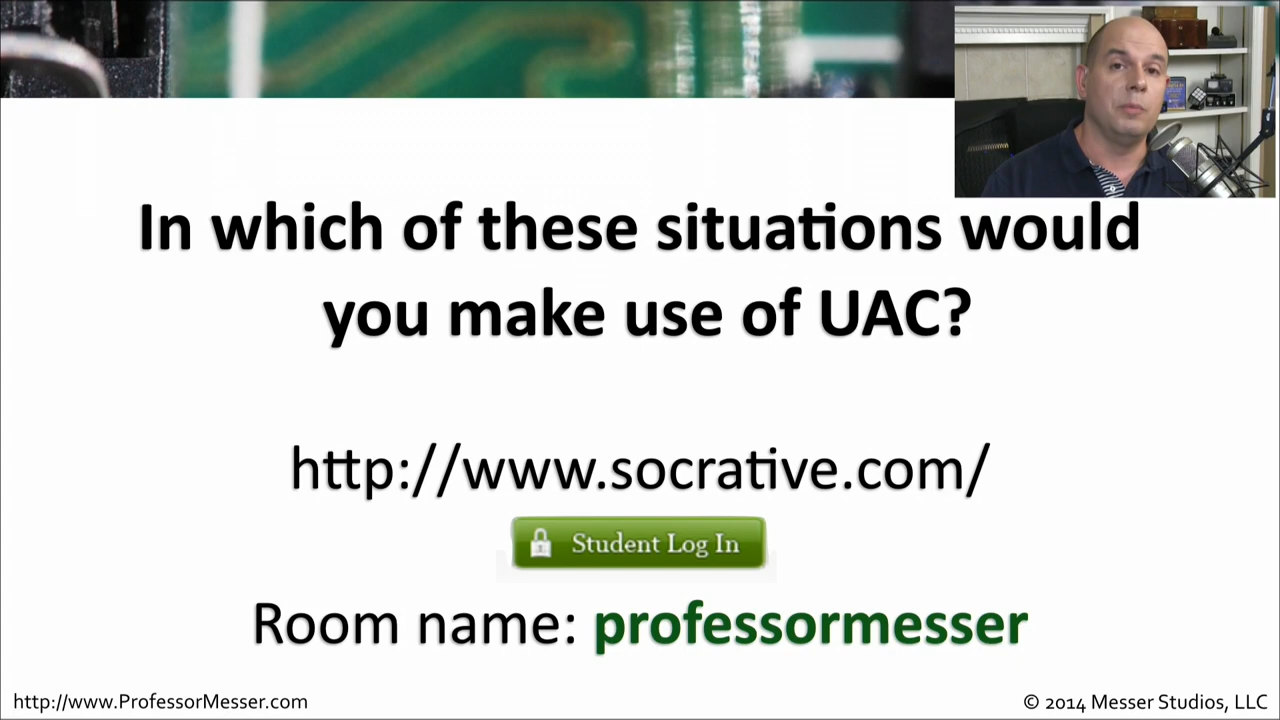 In which of these situations would
you make use of UAC?
http://www.socrative.com/
Student Log In
Room name: professormesser
http://www.ProfessorMesser.com
© 2014 Messer Studios, LLC